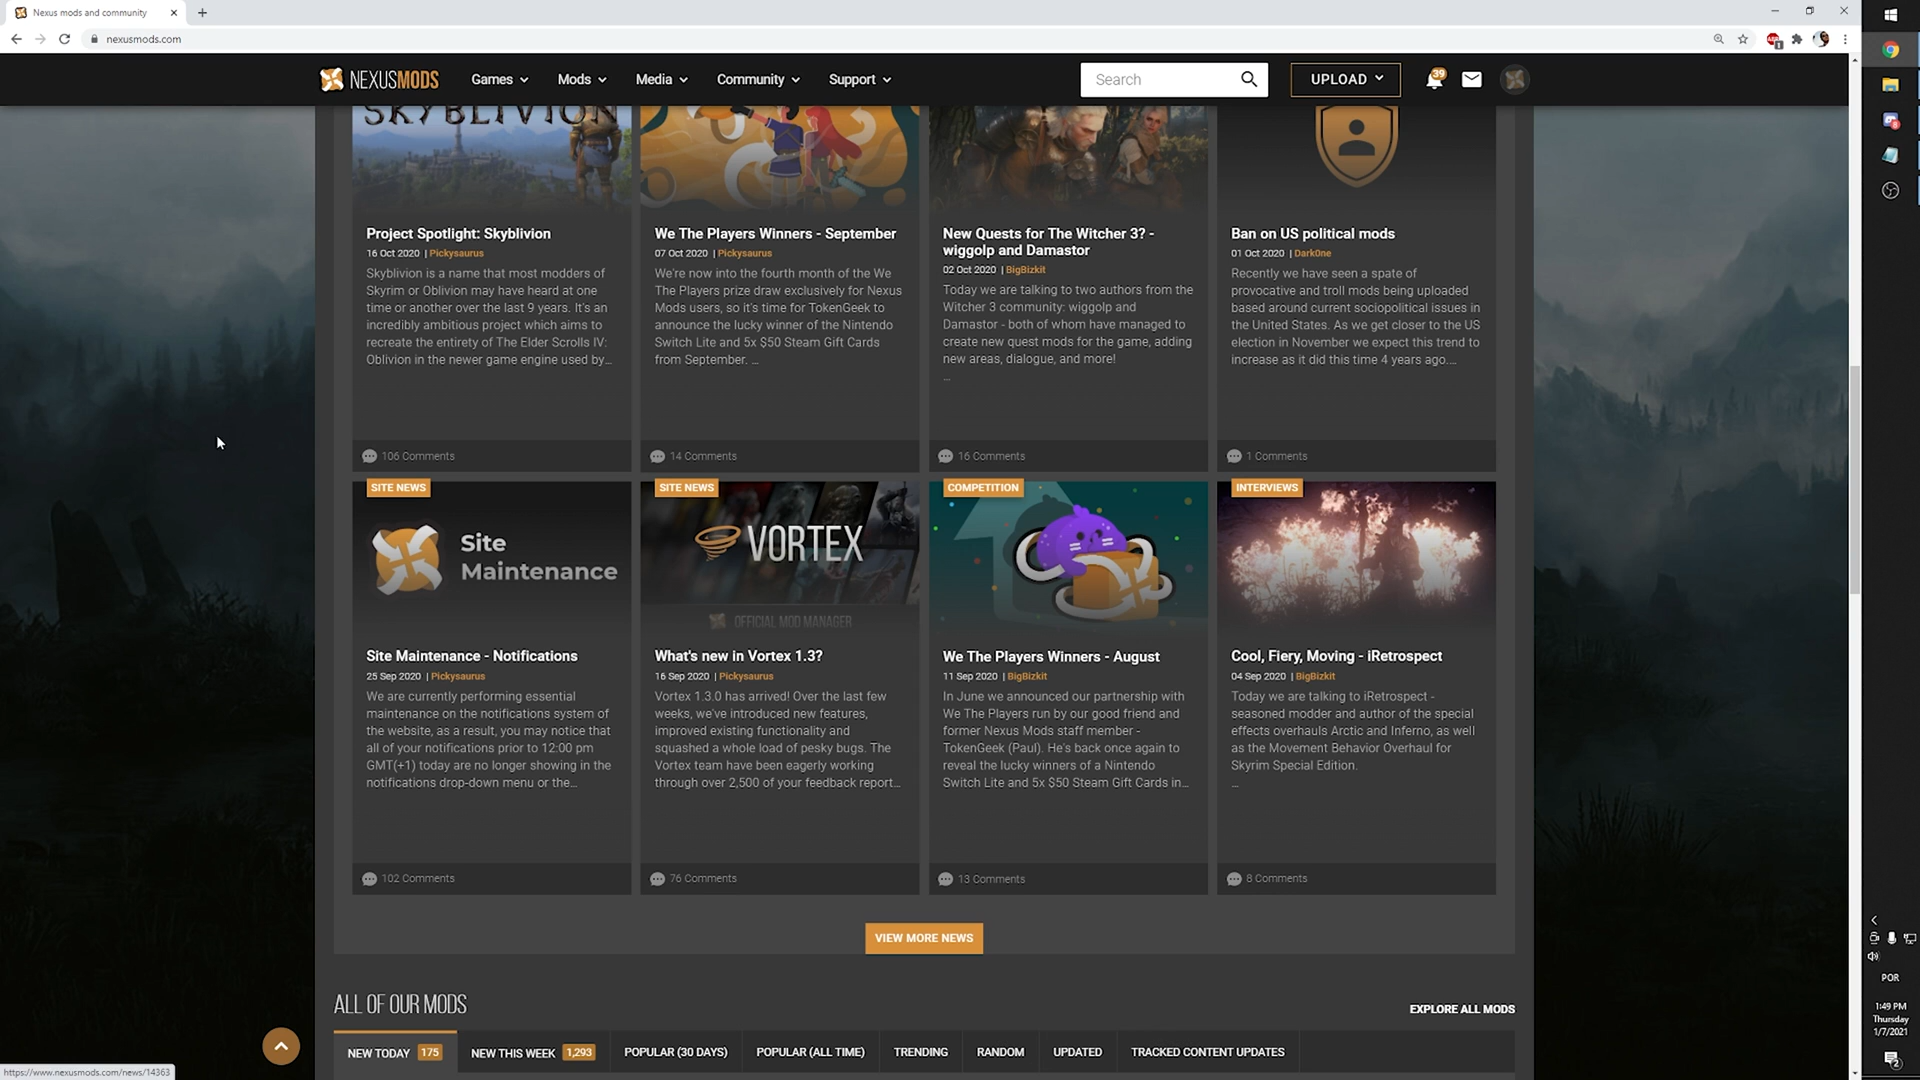 Nexus mods and community
nexusmods.com
NEXUSMODS
Games
Mods
Media
Community
Support
Search
UPLOAD
39
SKYBLIVION
Project Spotlight: Skyblivion
16 Oct 2020 | Pickysaurus
Skyblivion is a name that most modders of
Skyrim or Oblivion may have heard at one
time or another over the last 9 years. It's an
incredibly ambitious project which aims to
recreate the entirety of The Elder Scrolls IV:
Oblivion in the newer game engine used by...
106 Comments
We The Players Winners - September
07 Oct 2020 | Pickysaurus
We're now into the fourth month of the We
The Players prize draw exclusively for Nexus
Mods users, so it's time for TokenGeek to
announce the lucky winner of the Nintendo
Switch Lite and 5x $50 Steam Gift Cards
from September. ...
14 Comments
New Quests for The Witcher 3? -
wiggolp and Damastor
02 Oct 2020 | BigBizkit
Today we are talking to two authors from the
Witcher 3 community: wiggolp and
Damastor - both of whom have managed to
create new quest mods for the game, adding
new areas, dialogue, and more!
...
16 Comments
Ban on US political mods
01 Oct 2020 | Dark0ne
Recently we have seen a spate of
provocative and troll mods being uploaded
based around current sociopolitical issues in
the United States. As we get closer to the US
election in November we expect this trend to
increase as it did this time 4 years ago....
1 Comments
SITE NEWS
Site
Maintenance
Site Maintenance - Notifications
25 Sep 2020 | Pickysaurus
We are currently performing essential
maintenance on the notifications system of
the website, as a result, you may notice that
all of your notifications prior to 12:00 pm
GMT(+1) today are no longer showing in the
notifications drop-down menu or the...
102 Comments
SITE NEWS
VORTEX
OFFICIAL MOD MANAGER
What's new in Vortex 1.3?
16 Sep 2020 | Pickysaurus
Vortex 1.3.0 has arrived! Over the last few
weeks, we've introduced new features,
improved existing functionality and
squashed a whole load of pesky bugs. The
Vortex team have been eagerly working
through over 2,500 of your feedback report...
76 Comments
COMPETITION
We The Players Winners - August
11 Sep 2020 | BigBizkit
In June we announced our partnership with
We The Players run by our good friend and
former Nexus Mods staff member -
TokenGeek (Paul). He's back once again to
reveal the lucky winners of a Nintendo
Switch Lite and 5x $50 Steam Gift Cards in...
13 Comments
INTERVIEWS
Cool, Fiery, Moving - iRetrospect
04 Sep 2020 | BigBizkit
Today we are talking to iRetrospect -
seasoned modder and author of the special
effects overhauls Arctic and Inferno, as well
as the Movement Behavior Overhaul for
Skyrim Special Edition.
...
8 Comments
VIEW MORE NEWS
ALL OF OUR MODS
EXPLORE ALL MODS
NEW TODAY 175
NEW THIS WEEK 1,293
POPULAR (30 DAYS)
POPULAR (ALL TIME)
TRENDING
RANDOM
UPDATED
TRACKED CONTENT UPDATES
https://www.nexusmods.com/news/14363
POR
1:49 PM
Thursday
1/7/2021
2